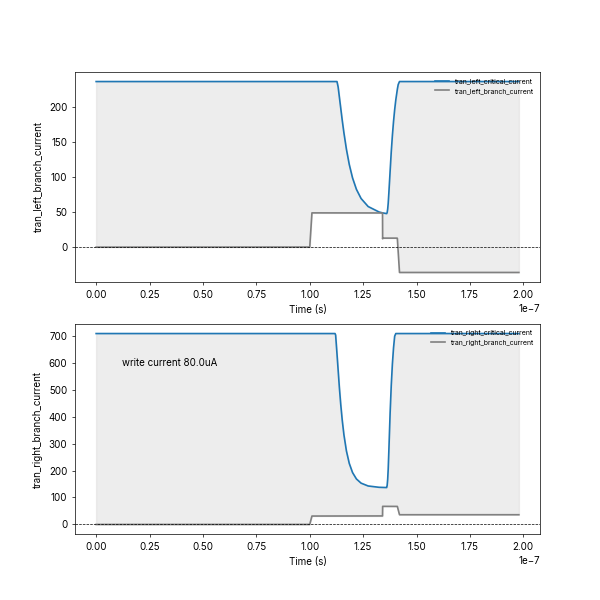 tran_left_branch_current
200
150
100
50
0
tran_left_critical_current
tran_left_branch_current
0.00 0.25 0.50 0.75 1.00 1.25 1.50 1.75 2.00
Time (s)
1e−7
tran_right_branch_current
700
600
500
400
300
200
100
0
write current 80.0uA
tran_right_critical_current
tran_right_branch_current
0.00 0.25 0.50 0.75 1.00 1.25 1.50 1.75 2.00
Time (s)
1e−7